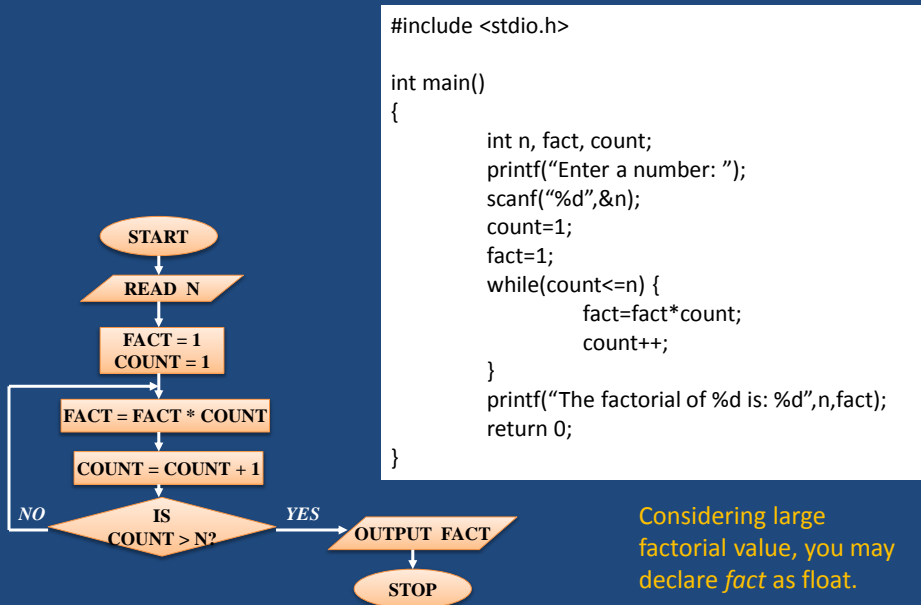 #include <stdio.h>
int main()
{
int n, fact, count;
printf(“Enter a number: ”);
scanf(“%d”,&n);
count=1;
fact=1;
while(count<=n) {
fact=fact*count;
count++;
}
printf(“The factorial of %d is: %d”,n,fact);
return 0;
}
START
READ N
FACT = 1
COUNT = 1
FACT = FACT * COUNT
COUNT = COUNT + 1
IS
COUNT > N?
NO
YES
OUTPUT FACT
STOP
Considering large
factorial value, you may
declare fact as float.